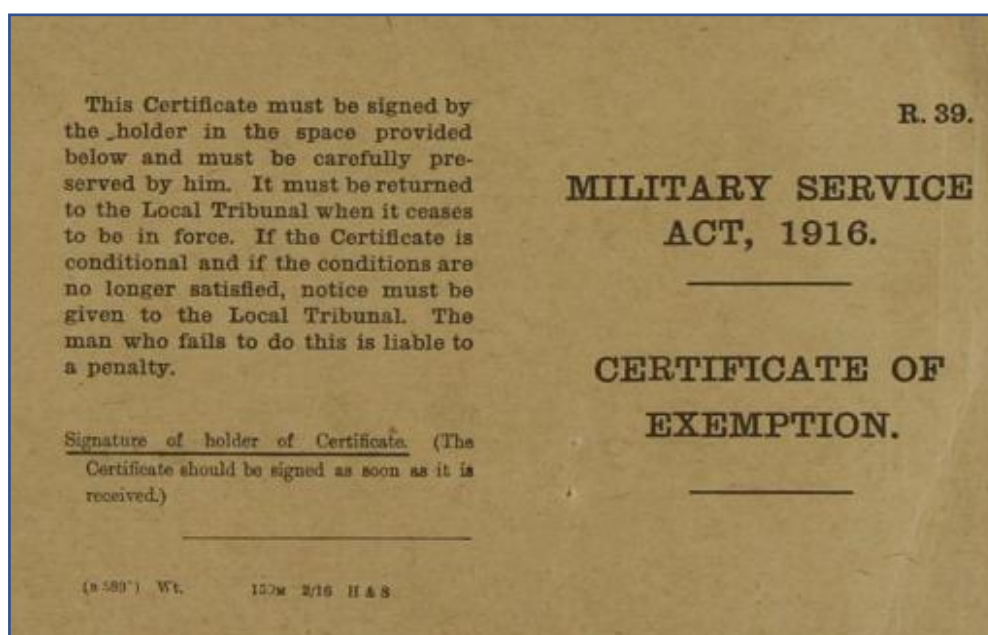 This Certificate must be signed by
the holder in the space provided
below and must be carefully pre-
served by him. It must be returned
to the Local Tribunal when it ceases
to be in force. If the Certificate is
conditional and if the conditions are
no longer satisfied, notice must be
given to the Local Tribunal. The
man who fails to do this is liable to
a penalty.
Signature of holder of Certificate. (The
Certificate should be signed as soon as it is
received.)
Wt. 2/16 H & S
R. 39.
MILITARY SERVICE
ACT, 1916.
CERTIFICATE OF
EXEMPTION.